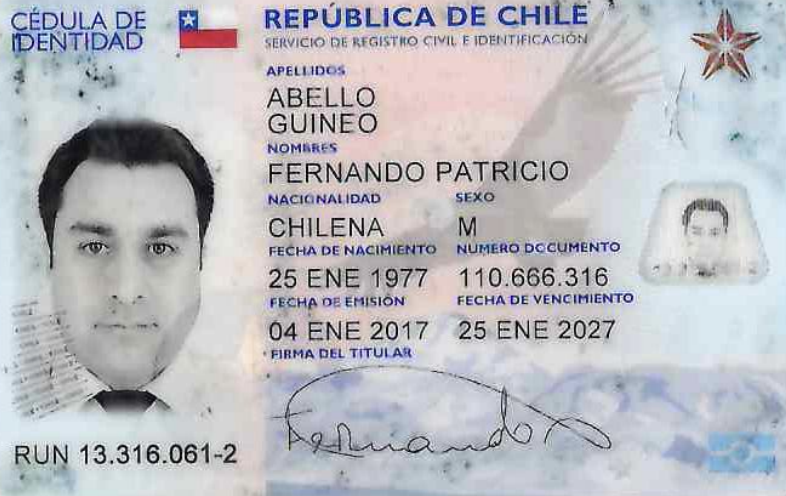 CÉDULA DE
IDENTIDAD
REPÚBLICA DE CHILE
SERVICIO DE REGISTRO CIVIL E IDENTIFICACIÓN
APELLIDOS
ABELLO
GUINEO
NOMBRES
FERNANDO PATRICIO
NACIONALIDAD SEXO
CHILENA M
FECHA DE NACIMIENTO NUMERO DOCUMENTO
25 ENE 1977 110.666.316
FECHA DE EMISIÓN FECHA DE VENCIMIENTO
04 ENE 2017 25 ENE 2027
FIRMA DEL TITULAR
Fernando
RUN 13.316.061-2